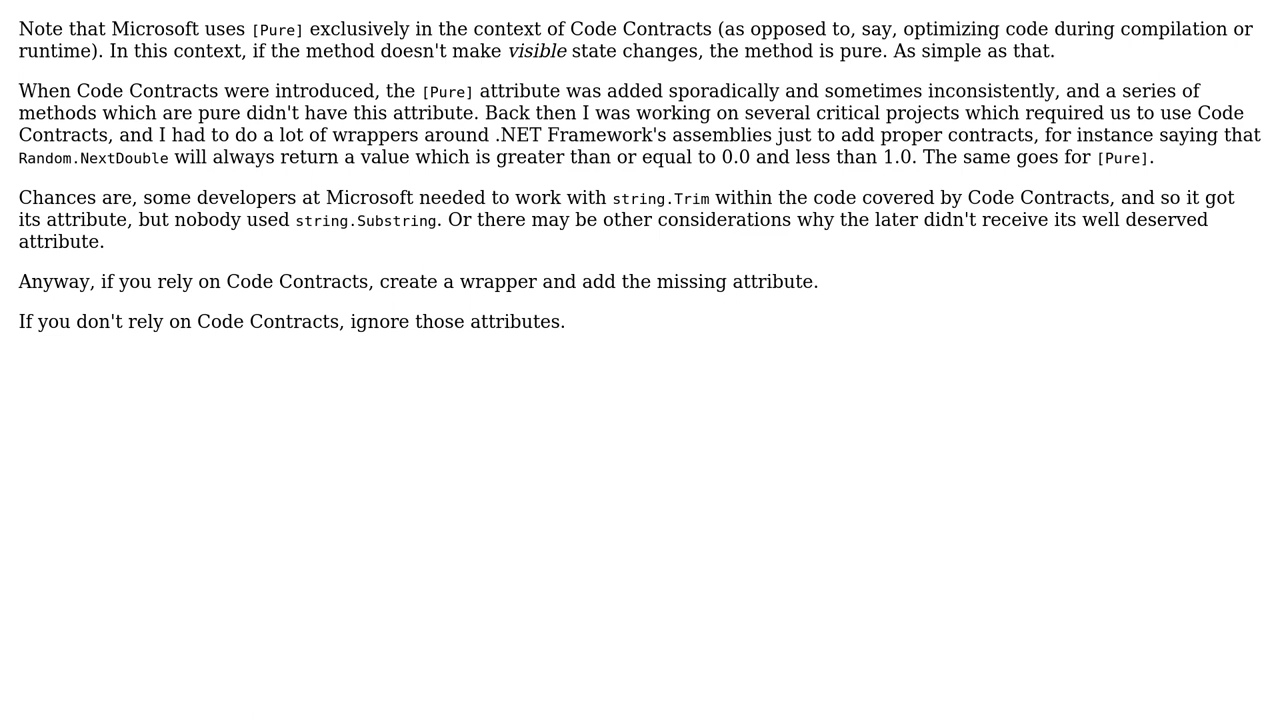 Note that Microsoft uses [Pure] exclusively in the context of Code Contracts (as opposed to, say, optimizing code during compilation or
runtime). In this context, if the method doesn't make visible state changes, the method is pure. As simple as that.
When Code Contracts were introduced, the [Pure] attribute was added sporadically and sometimes inconsistently, and a series of
methods which are pure didn't have this attribute. Back then I was working on several critical projects which required us to use Code
Contracts, and I had to do a lot of wrappers around .NET Framework's assemblies just to add proper contracts, for instance saying that
Random.NextDouble will always return a value which is greater than or equal to 0.0 and less than 1.0. The same goes for [Pure].
Chances are, some developers at Microsoft needed to work with string.Trim within the code covered by Code Contracts, and so it got
its attribute, but nobody used string.Substring. Or there may be other considerations why the later didn't receive its well deserved
attribute.
Anyway, if you rely on Code Contracts, create a wrapper and add the missing attribute.
If you don't rely on Code Contracts, ignore those attributes.